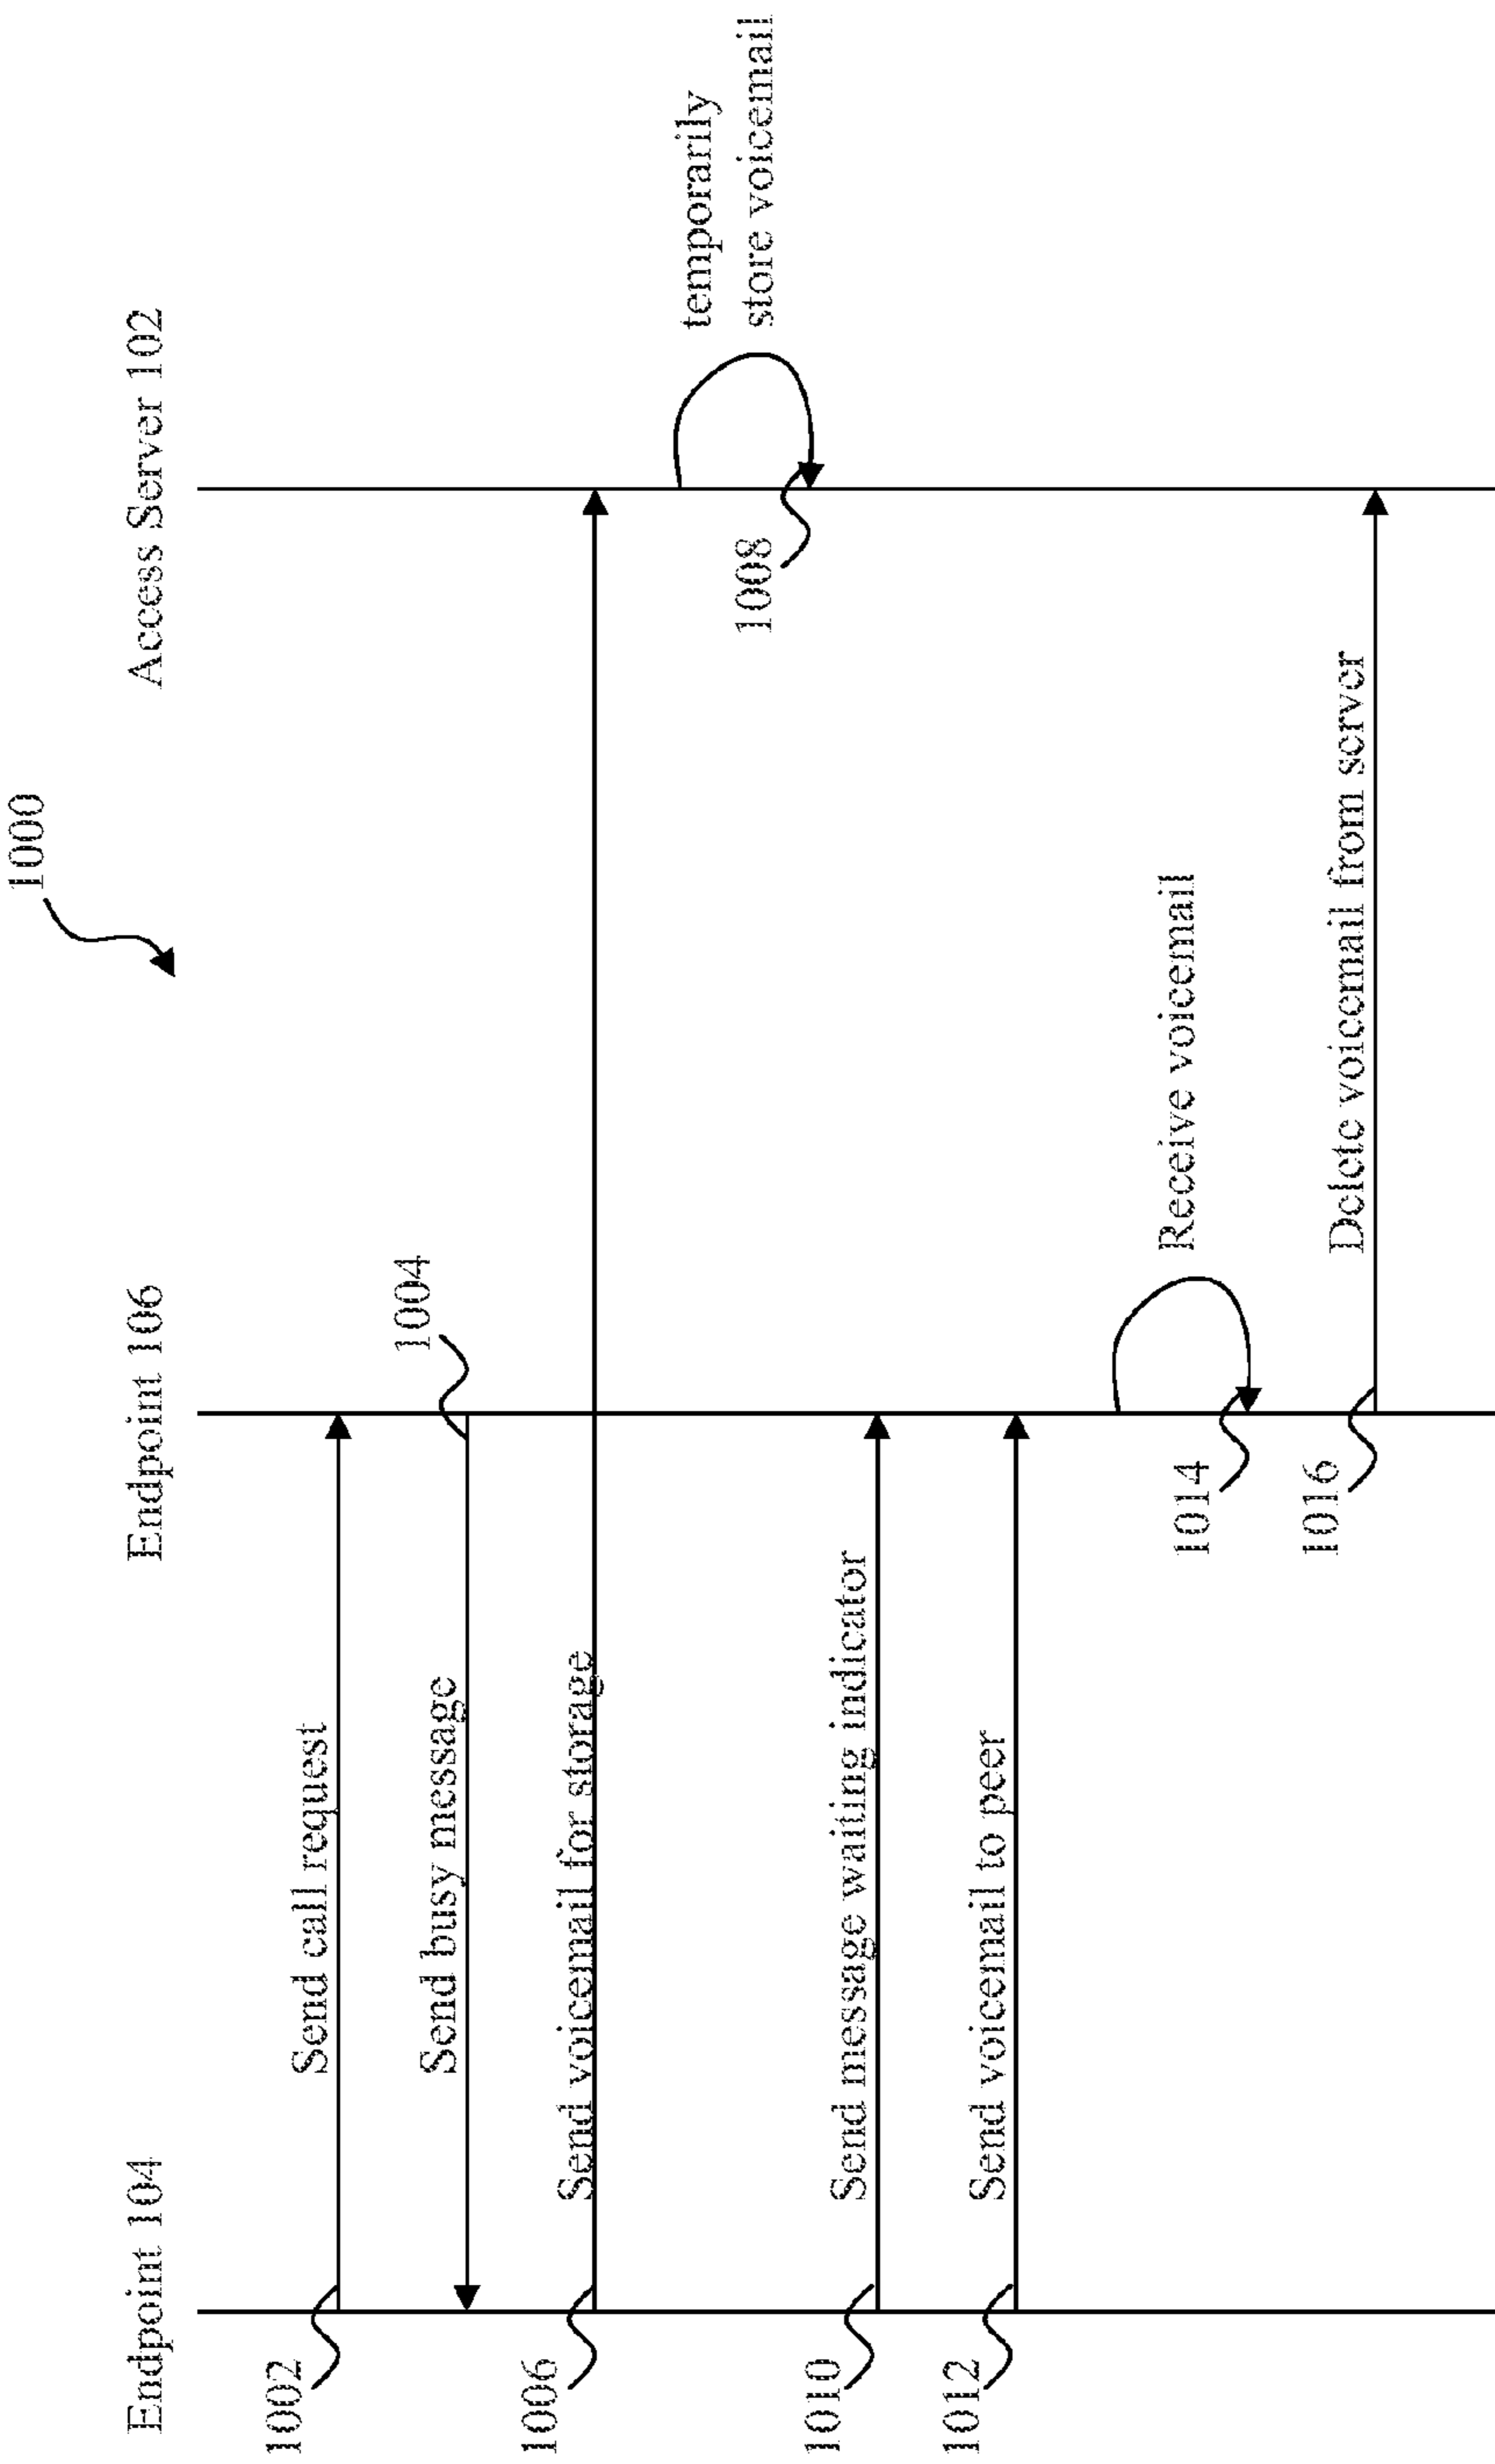 1000
Endpoint 104
Endpoint 106
Access Server 102
1002
Send call request
Send busy message
1004
1006
Send voicemail for storage
temporarily
store voicemail
1008
1010
Send message waiting indicator
1012
Send voicemail to peer
Receive voicemail
1014
1016
Delete voicemail from server